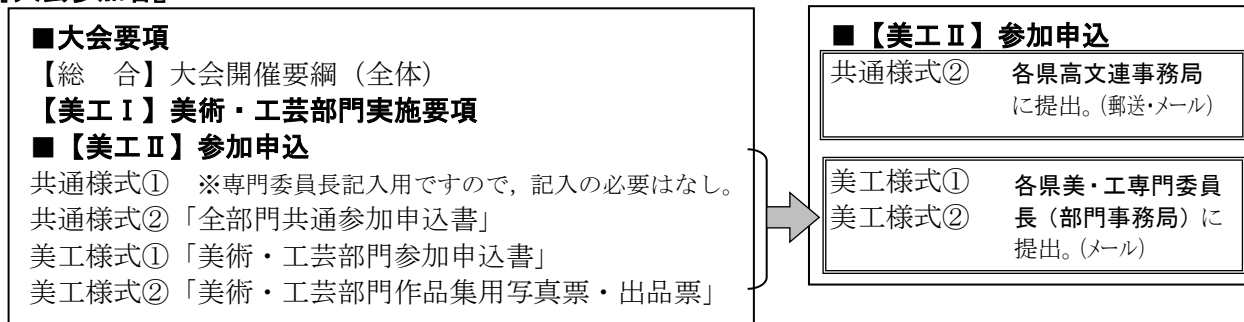 ■大会要項
【総　合】大会開催要綱（全体）
【美工Ⅰ】美術・工芸部門実施要項
■【美工Ⅱ】参加申込
共通様式①　※専門委員長記入用ですので，記入の必要はなし。
共通様式②「全部門共通参加申込書」
美工様式①「美術・工芸部門参加申込書」
美工様式②「美術・工芸部門作品集用写真票・出品票」
■【美工Ⅱ】参加申込
共通様式②　各県高文連事務局
に提出。（郵送・メール）
美工様式①　各県美・工専門委員
美工様式②　長（部門事務局）に
提出。（メール）